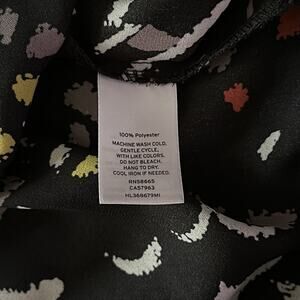 100% Polyester
MACHINE WASH COLD,
GENTLE CYCLE,
WITH LIKE COLORS,
DO NOT BLEACH.
HANG TO DRY.
COOL IRON IF NEEDED.
RN58665
CA57963
HL368679MI